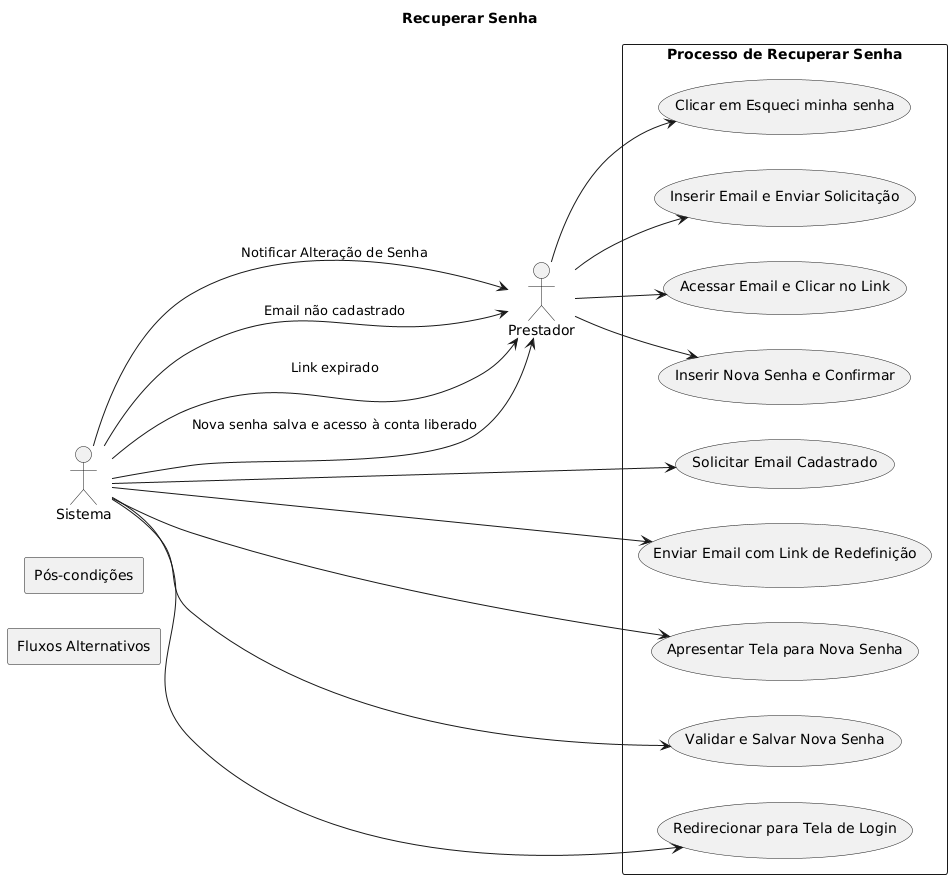 Recuperar Senha
Processo de Recuperar Senha
Clicar em Esqueci minha senha
Inserir Email e Enviar Solicitação
Notificar Alteração de Senha
Acessar Email e Clicar no Link
Email não cadastrado
Prestador
Link expirado
Inserir Nova Senha e Confirmar
Nova senha salva e acesso à conta liberado
Solicitar Email Cadastrado
Sistema
Enviar Email com Link de Redefinição
Pós-condições
Fluxos Alternativos
Apresentar Tela para Nova Senha
Validar e Salvar Nova Senha
Redirecionar para Tela de Login